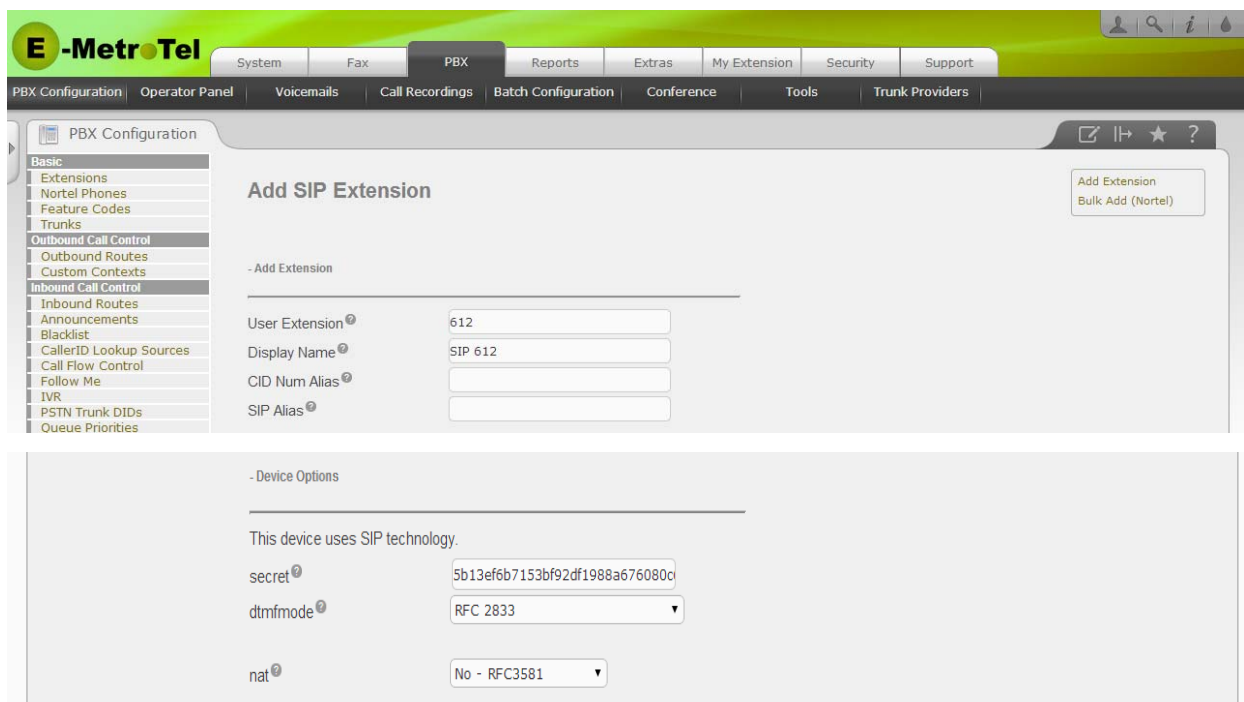 E-MetroTel
System Fax PBX Reports Extras My Extension Security Support
PBX Configuration Operator Panel Voicemails Call Recordings Batch Configuration Conference Tools Trunk Providers
PBX Configuration
Basic
Extensions
Nortel Phones
Feature Codes
Trunks
Outbound Call Control
Outbound Routes
Custom Contexts
Inbound Call Control
Inbound Routes
Announcements
Blacklist
CallerID Lookup Sources
Call Flow Control
Follow Me
IVR
PSTN Trunk DIDs
Queue Priorities
Add SIP Extension
Add Extension
Bulk Add (Nortel)
- Add Extension
User Extension 612
Display Name SIP 612
CID Num Alias
SIP Alias
- Device Options
This device uses SIP technology.
secret 5b13ef6b7153bf92df1988a676080c
dtmfmode RFC 2833
nat No - RFC3581